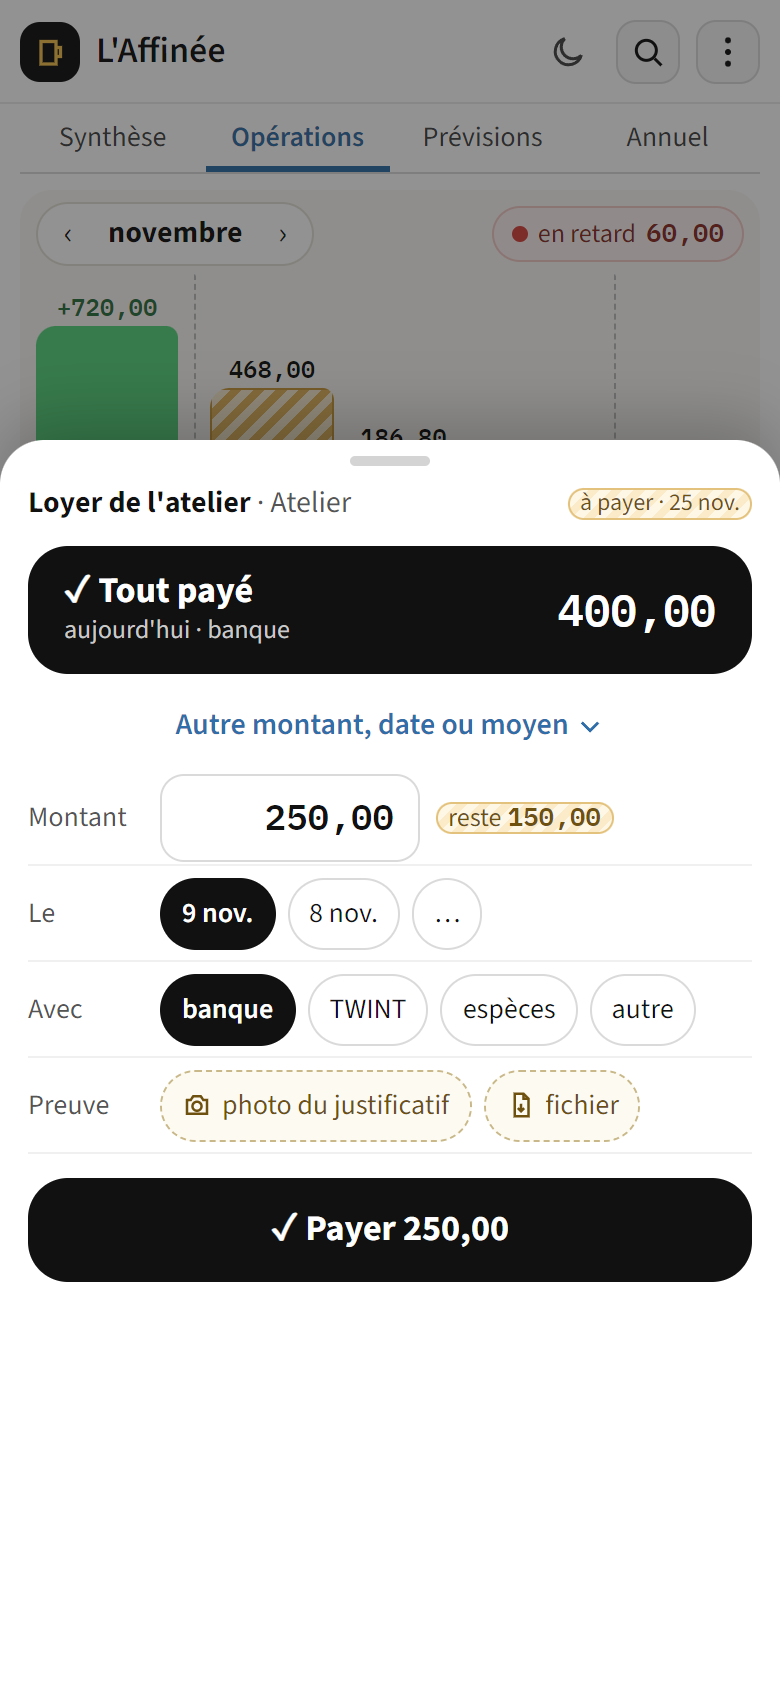 L'Affinée
Synthèse Opérations Prévisions Annuel
‹ novembre › en retard 60,00
+720,00
468,00
186,80
Loyer de l'atelier · Atelier à payer · 25 nov.
✓ Tout payé 400,00
aujourd'hui · banque
Autre montant, date ou moyen
Montant 250,00 reste 150,00
Le 9 nov. 8 nov. ...
Avec banque TWINT espèces autre
Preuve photo du justificatif fichier
✓ Payer 250,00